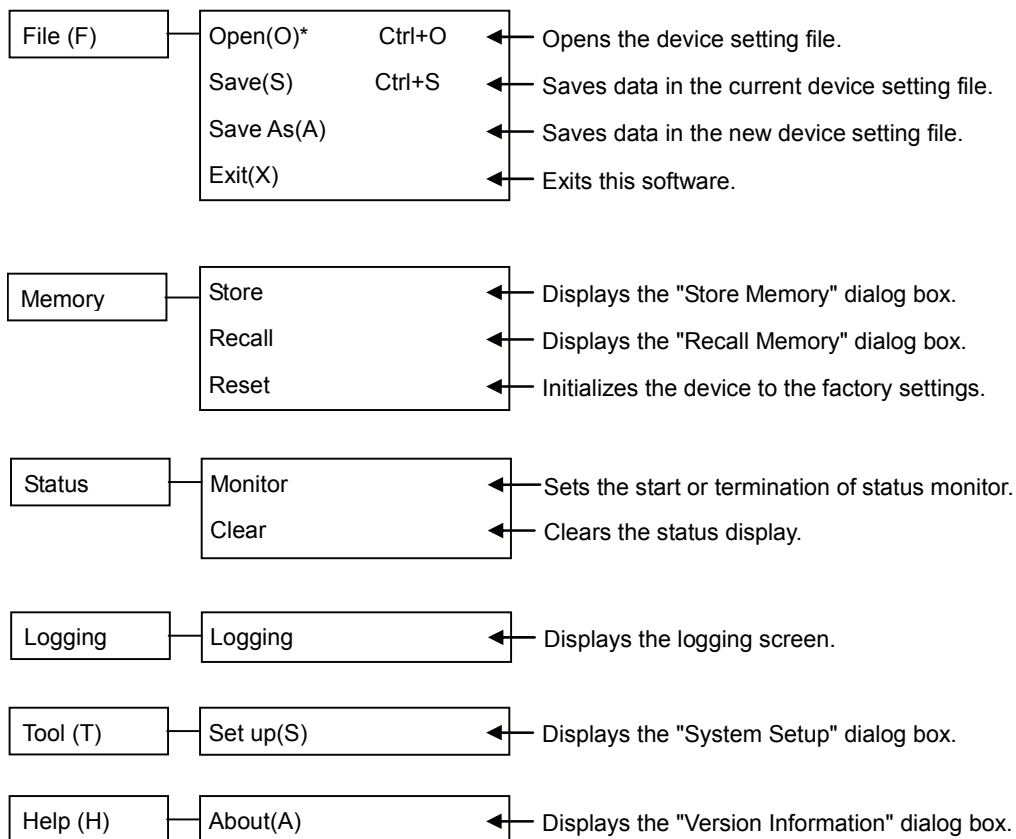 File (F)
Open(O)* Ctrl+O Opens the device setting file.
Save(S) Ctrl+S Saves data in the current device setting file.
Save As(A) Saves data in the new device setting file.
Exit(X) Exits this software.
Memory
Store Displays the "Store Memory" dialog box.
Recall Displays the "Recall Memory" dialog box.
Reset Initializes the device to the factory settings.
Status Monitor Sets the start or termination of status monitor.
Clear Clears the status display.
Logging Logging Displays the logging screen.
Tool (T) Set up(S) Displays the "System Setup" dialog box.
Help (H) About(A) Displays the "Version Information" dialog box.